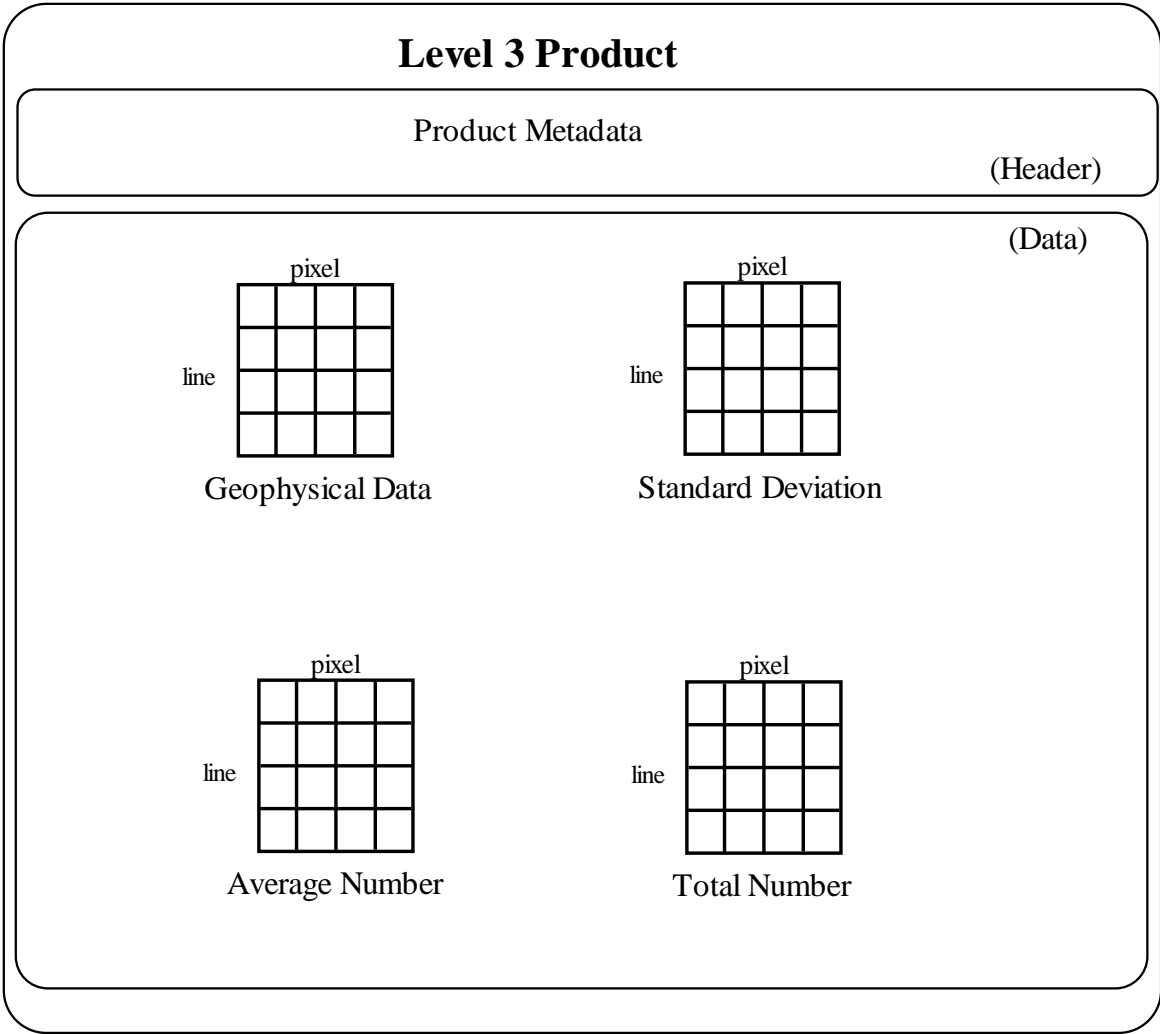 Level 3 Product
Product Metadata
(Header)
(Data)
pixel
line
Geophysical Data
pixel
line
Standard Deviation
pixel
line
Average Number
pixel
line
Total Number